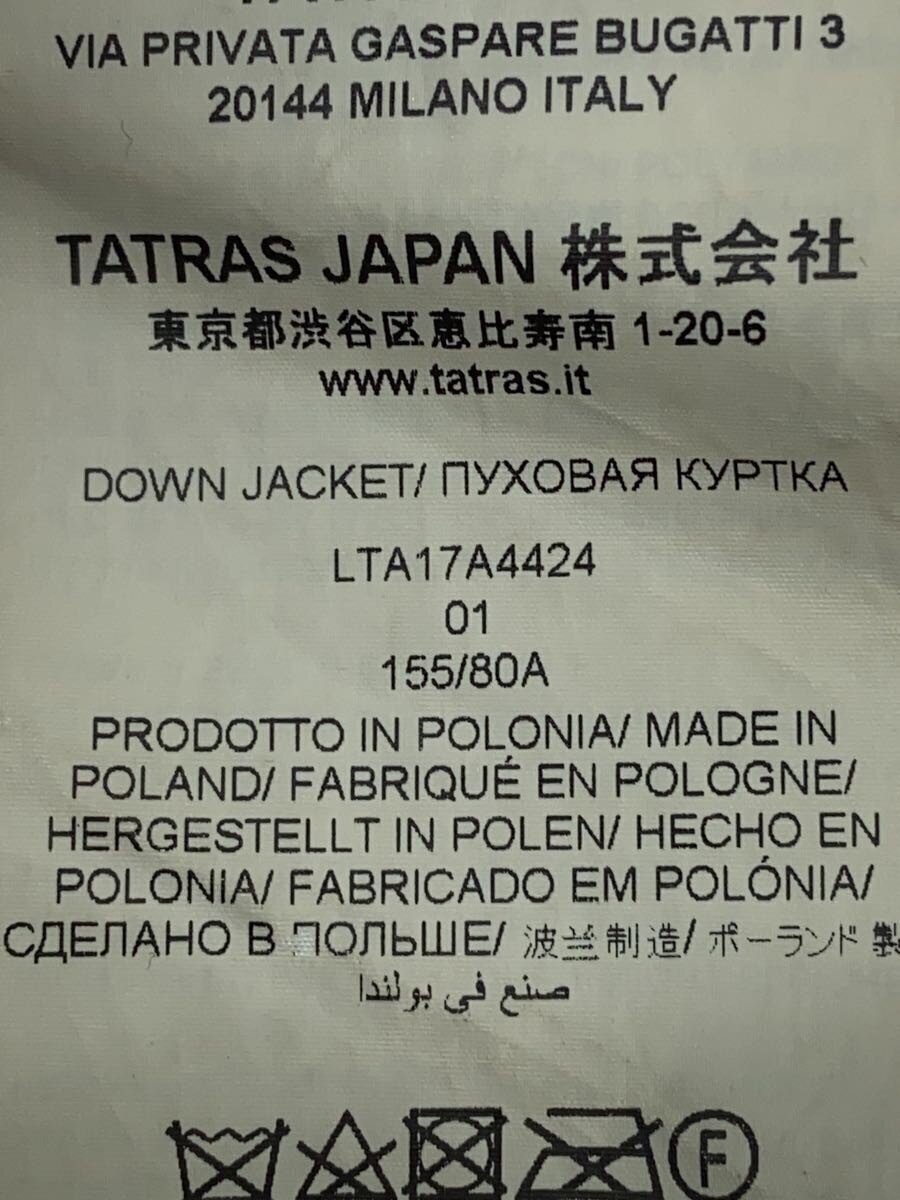 VIA PRIVATA GASPARE BUGATTI 3
20144 MILANO ITALY
TATRAS JAPAN 株式会社
東京都渋谷区恵比寿南 1-20-6
www.tatras.it
DOWN JACKET/ ПУХОВАЯ КУРТКА
LTA17A4424
01
155/80A
PRODOTTO IN POLONIA/ MADE IN
POLAND/ FABRIQUÉ EN POLOGNE/
HERGESTELLT IN POLEN/ HECHO EN
POLONIA/ FABRICADO EM POLÓNIA/
СДЕЛАНО В ПОЛЬШЕ/ 波兰制造/ ポーランド 製
صنع في بولندا
F